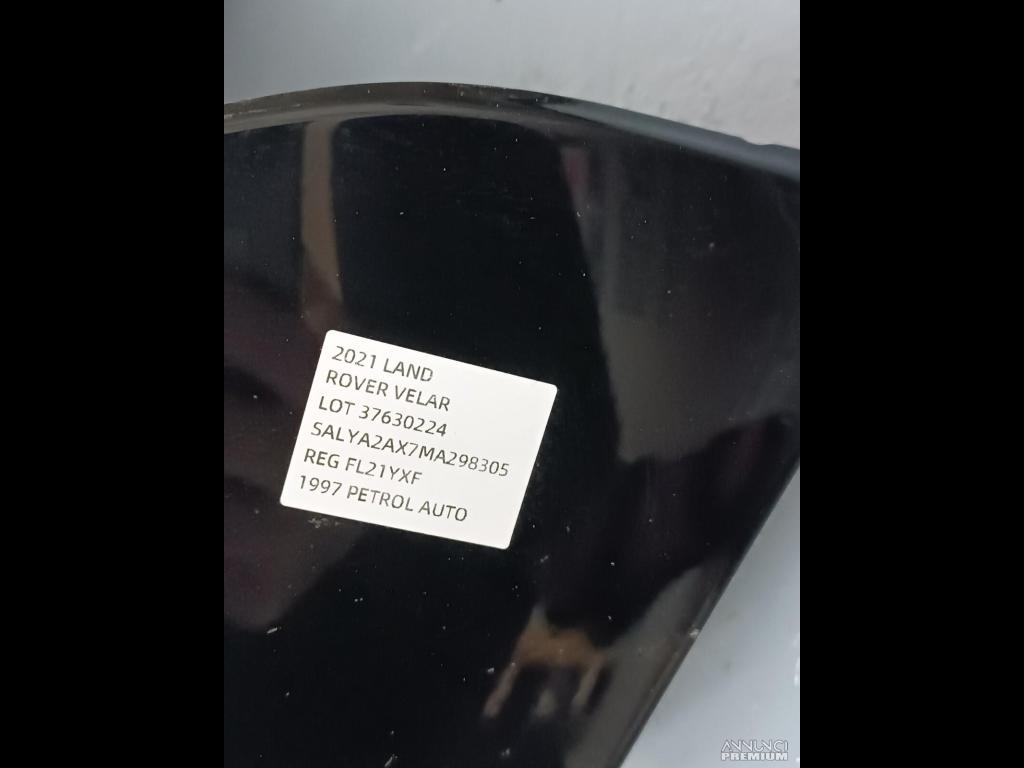 2021 LAND
ROVER VELAR
LOT 37630224
SALYA2AX7MA298305
REG FL21YXF
1997 PETROL AUTO
ANNUNCI
PREMIUM